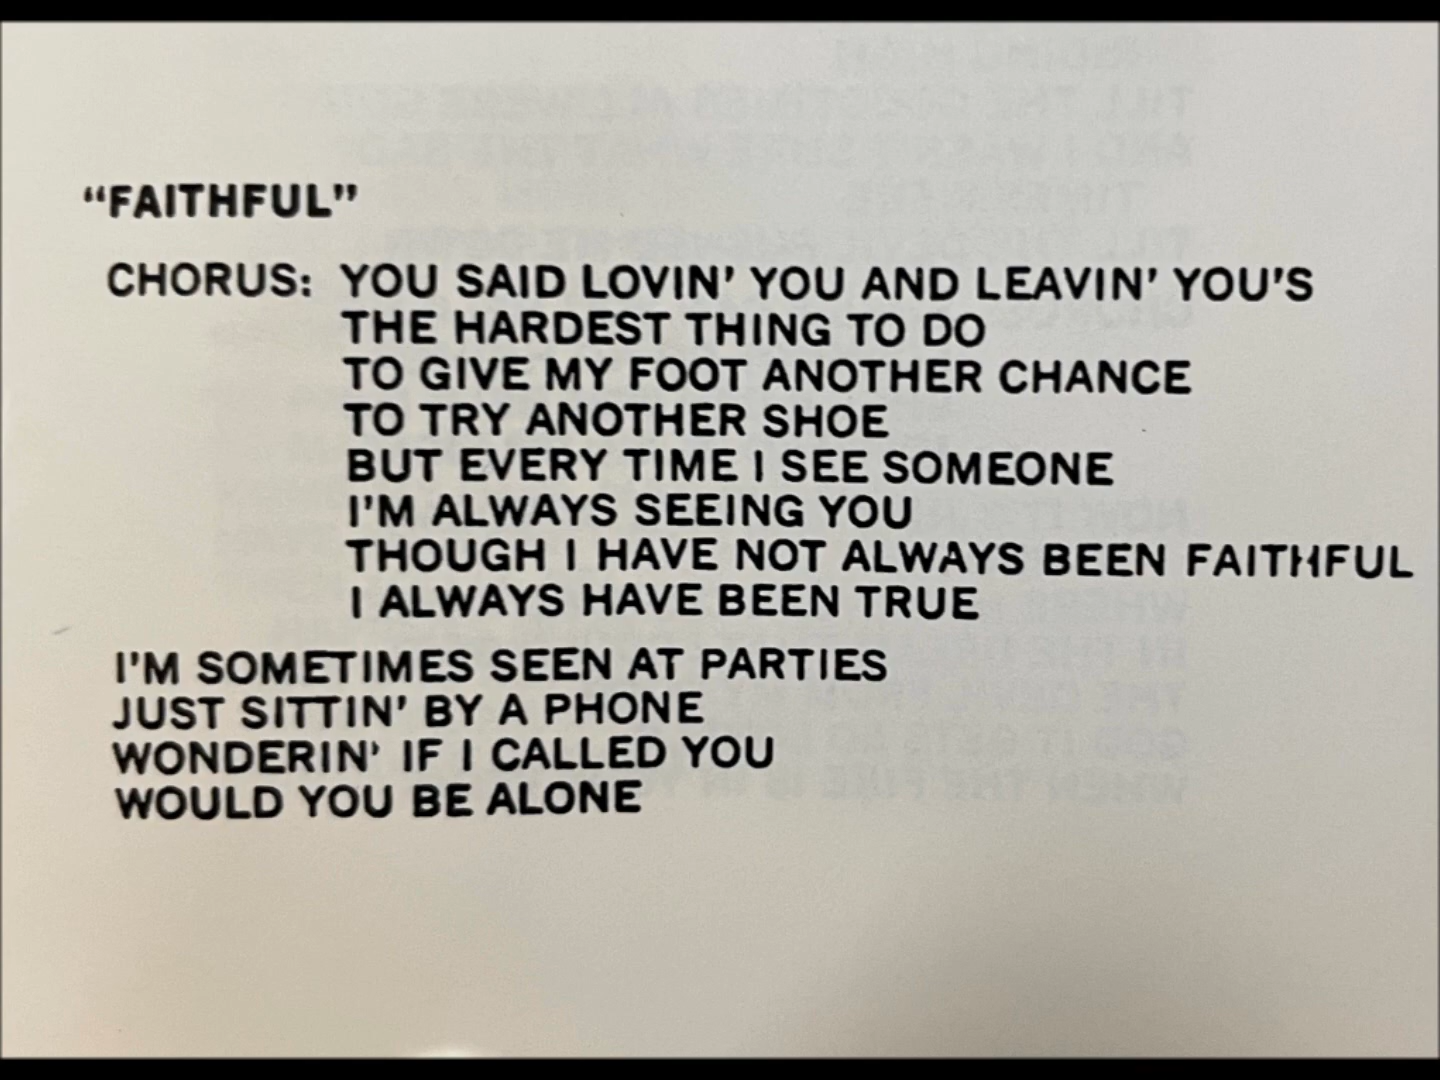 “FAITHFUL”
CHORUS: YOU SAID LOVIN’ YOU AND LEAVIN’ YOU'S
THE HARDEST THING TO DO
TO GIVE MY FOOT ANOTHER CHANCE
TO TRY ANOTHER SHOE
BUT EVERY TIME I SEE SOMEONE
I'M ALWAYS SEEING YOU
THOUGH I HAVE NOT ALWAYS BEEN FAITHFUL
I ALWAYS HAVE BEEN TRUE
I'M SOMETIMES SEEN AT PARTIES
JUST SITTIN’ BY A PHONE
WONDERIN’ IF I CALLED YOU
WOULD YOU BE ALONE